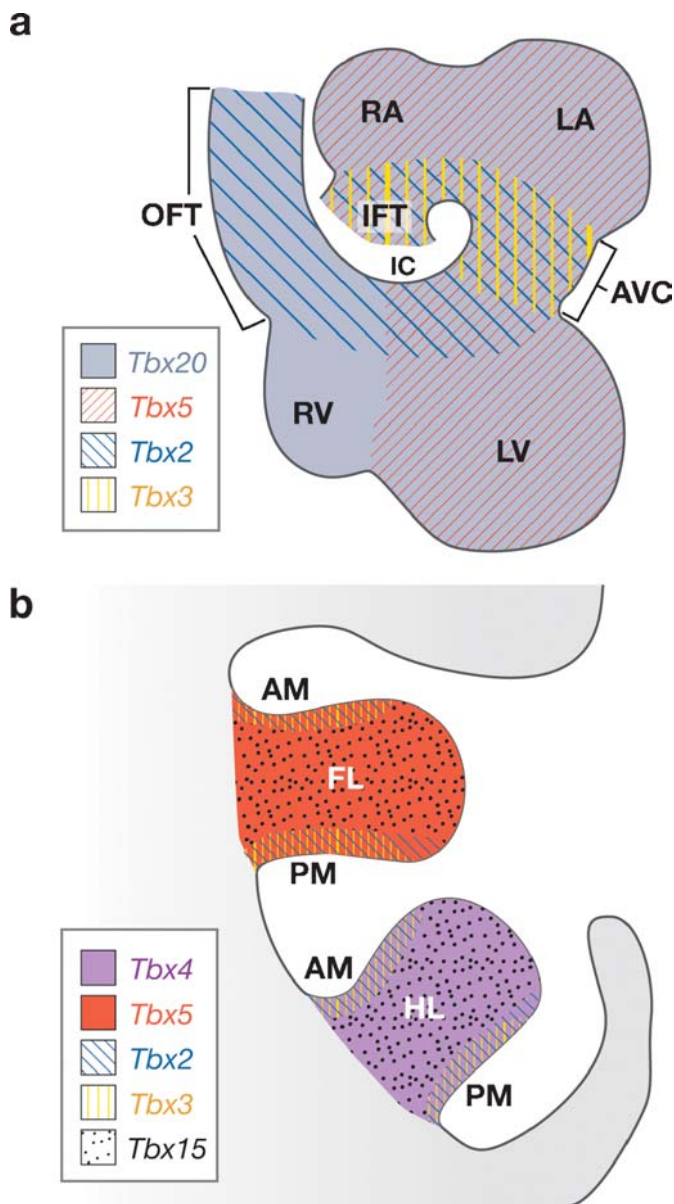 a
RA
LA
OFT
IFT
IC
AVC
RV
LV
Tbx20
Tbx5
Tbx2
Tbx3
b
AM
FL
PM
AM
HL
PM
Tbx4
Tbx5
Tbx2
Tbx3
Tbx15